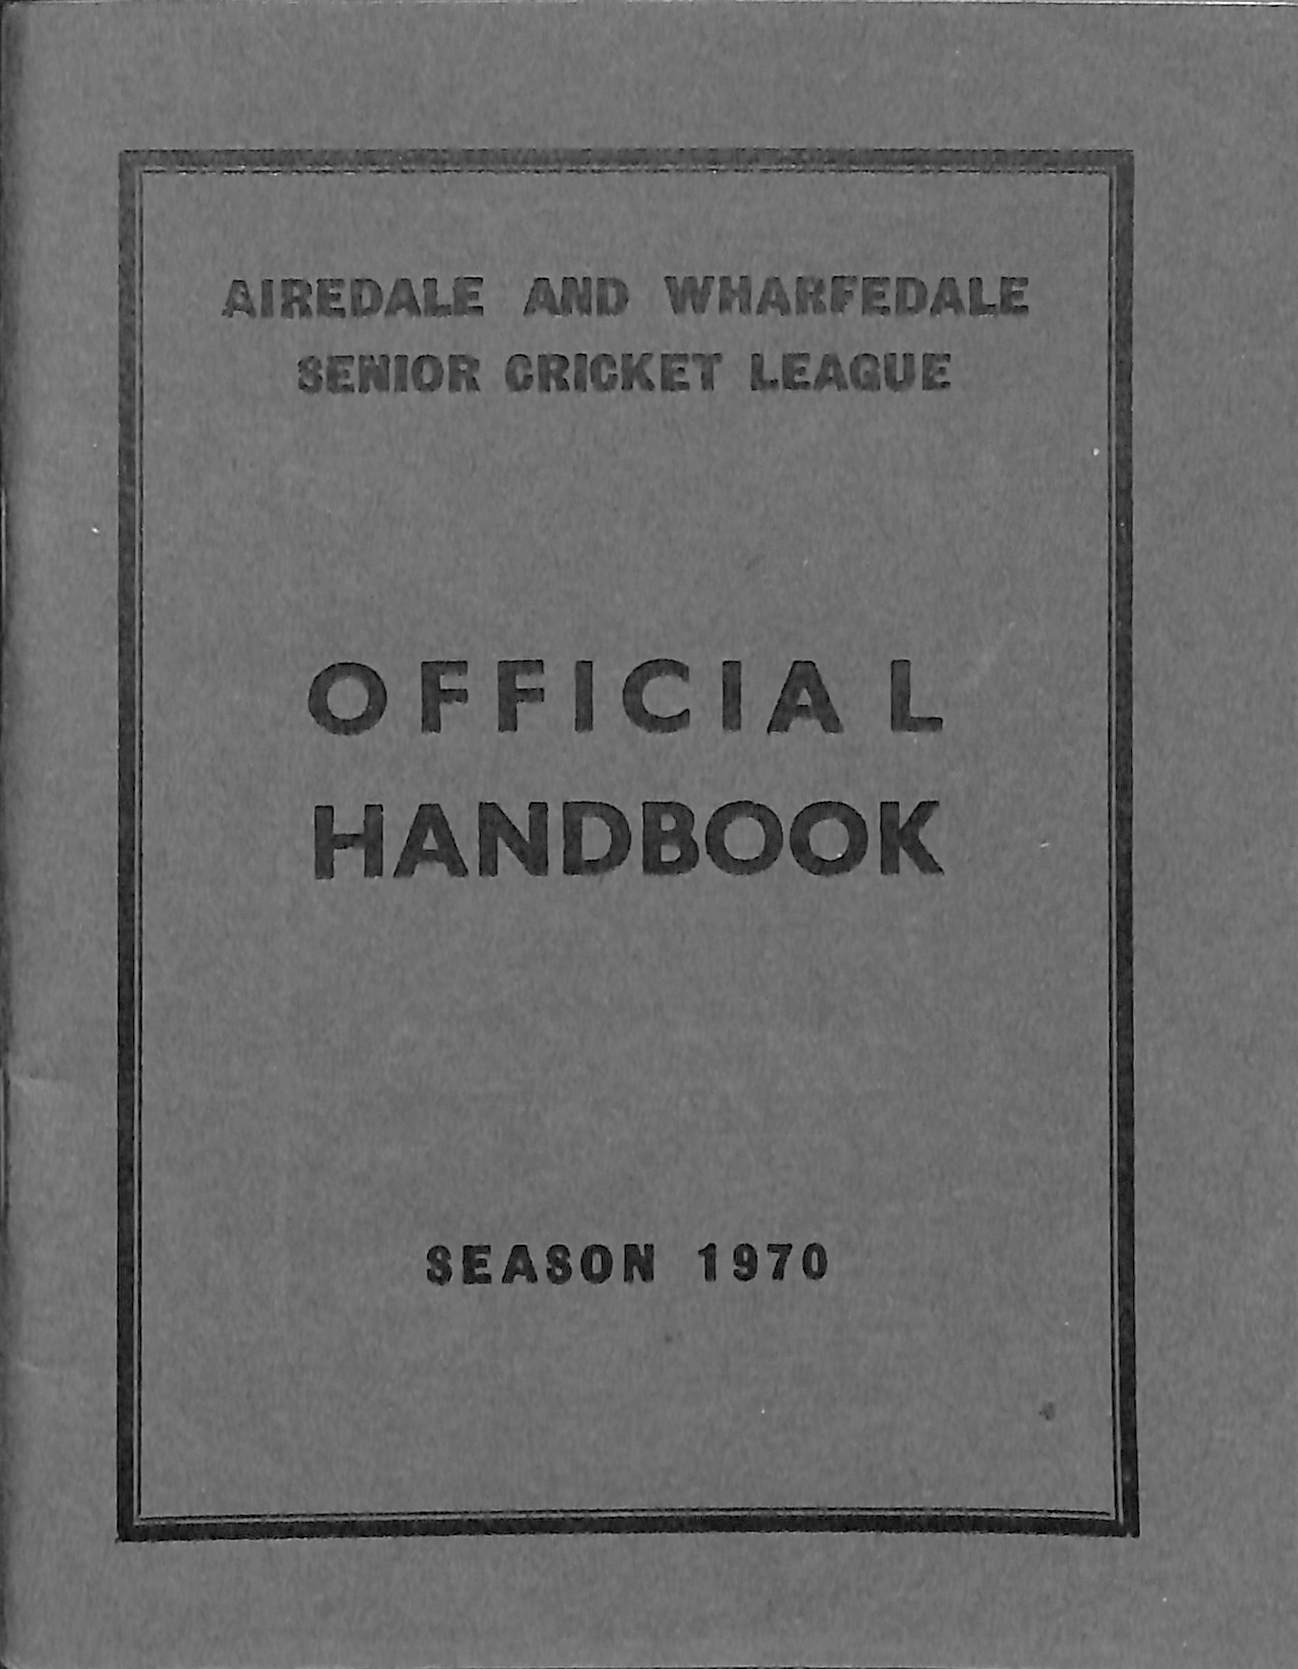 AIREDALE AND WHARFEDALE
SENIOR CRICKET LEAGUE
OFFICIAL
HANDBOOK
SEASON 1970